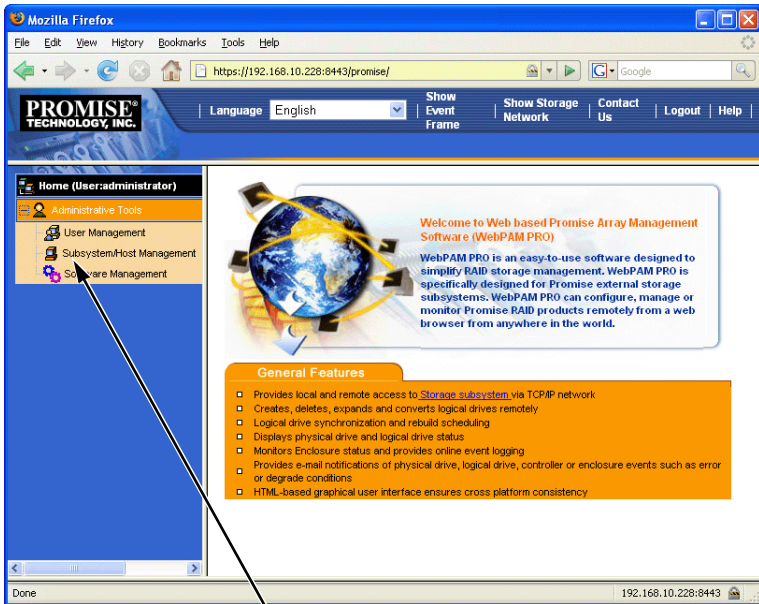 Mozilla Firefox
File Edit View History Bookmarks Tools Help
https://192.168.10.228:8443/promise/
Google
PROMISE®
TECHNOLOGY, INC.
Language English
Show Event Frame
Show Storage Network
Contact Us
Logout
Help
Home (User:administrator)
Administrative Tools
User Management
Subsystem/Host Management
Software Management
Welcome to Web based Promise Array Management
Software (WebPAM PRO)
WebPAM PRO is an easy-to-use software designed to
simplify RAID storage management. WebPAM PRO is
specifically designed for Promise external storage
subsystems. WebPAM PRO can configure, manage or
monitor Promise RAID products remotely from a web
browser from anywhere in the world.
General Features
Provides local and remote access to Storage subsystem via TCP/IP network
Creates, deletes, expands and converts logical drives remotely
Logical drive synchronization and rebuild scheduling
Displays physical drive and logical drive status
Monitors Enclosure status and provides online event logging
Provides e-mail notifications of physical drive, logical drive, controller or enclosure events such as error
or degrade conditions
HTML-based graphical user interface ensures cross platform consistency
Done
192.168.10.228:8443